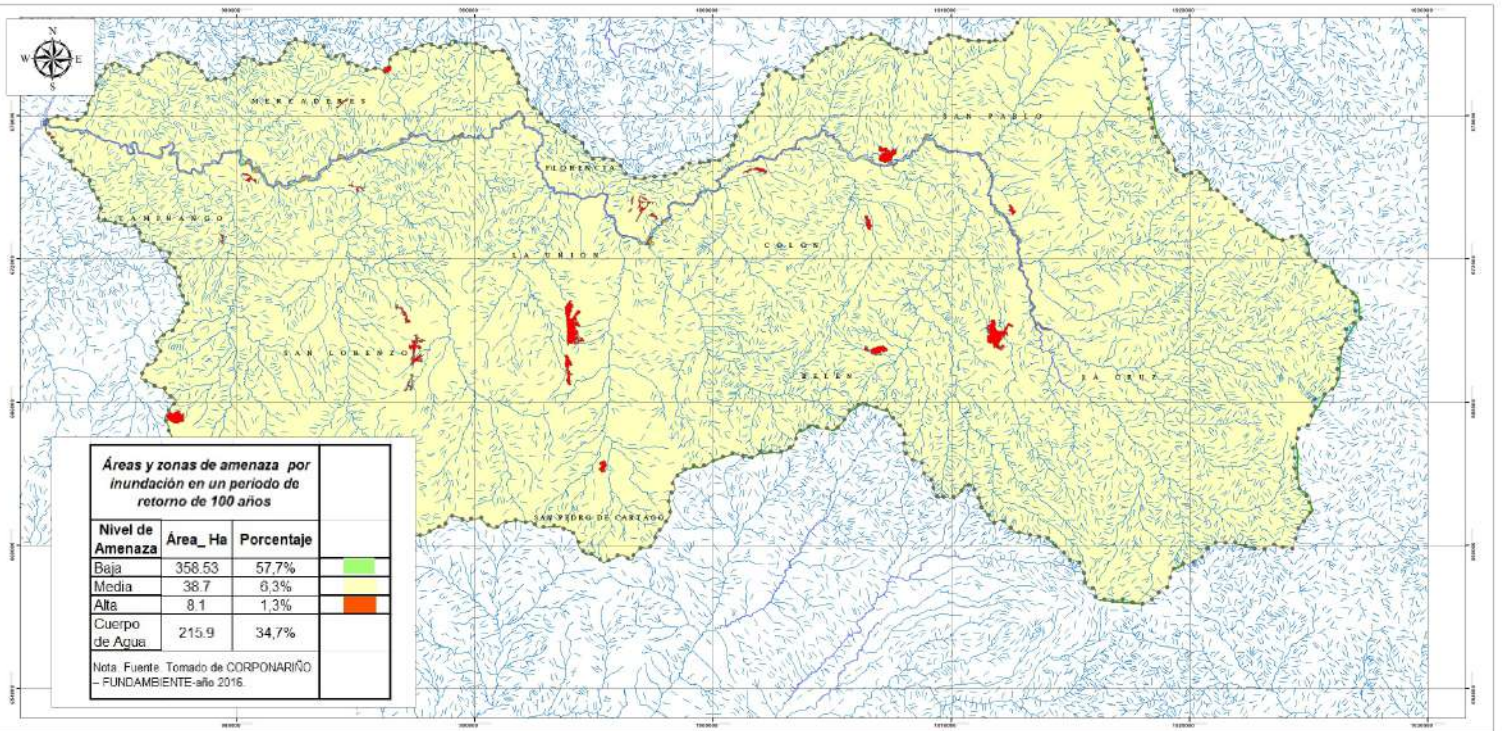 N
W E
S
MERCADERES
SAN PABLO
FLORENCIA
TAMINANGO
COLON
LA UNION
SAN LORENZO
BELEN
LA CRUZ
SAN PEDRO DE CARTAGO
Áreas y zonas de amenaza por
inundación en un periodo de
retorno de 100 años
Nivel de
Amenaza Área_ Ha Porcentaje
Baja 358.53 57,7%
Media 38.7 6,3%
Alta 8.1 1,3%
Cuerpo
de Agua 215.9 34,7%
Nota. Fuente. Tomado de CORPONARIÑO
– FUNDAMBIENTE-año 2016.